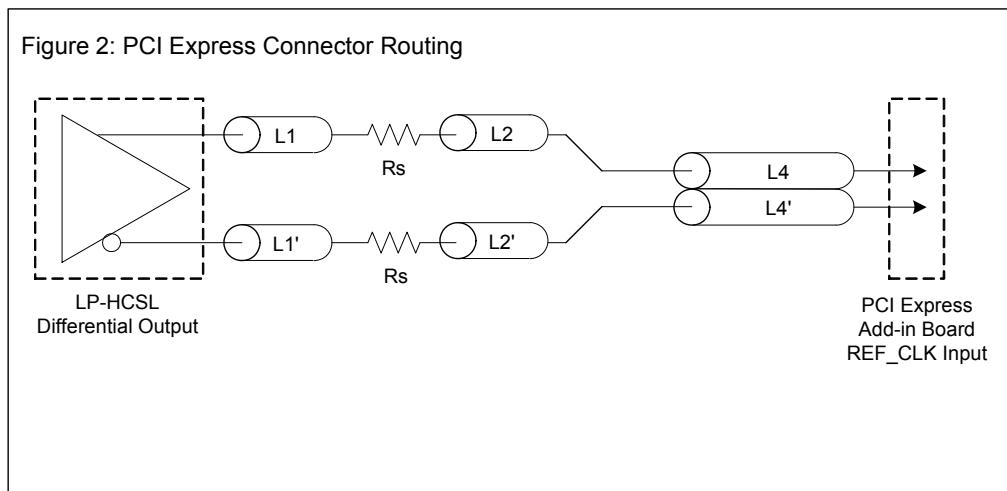 Figure 2: PCI Express Connector Routing
L1
Rs
L2
L4
L4'
L1'
Rs
L2'
LP-HCSL
Differential Output
PCI Express
Add-in Board
REF_CLK Input